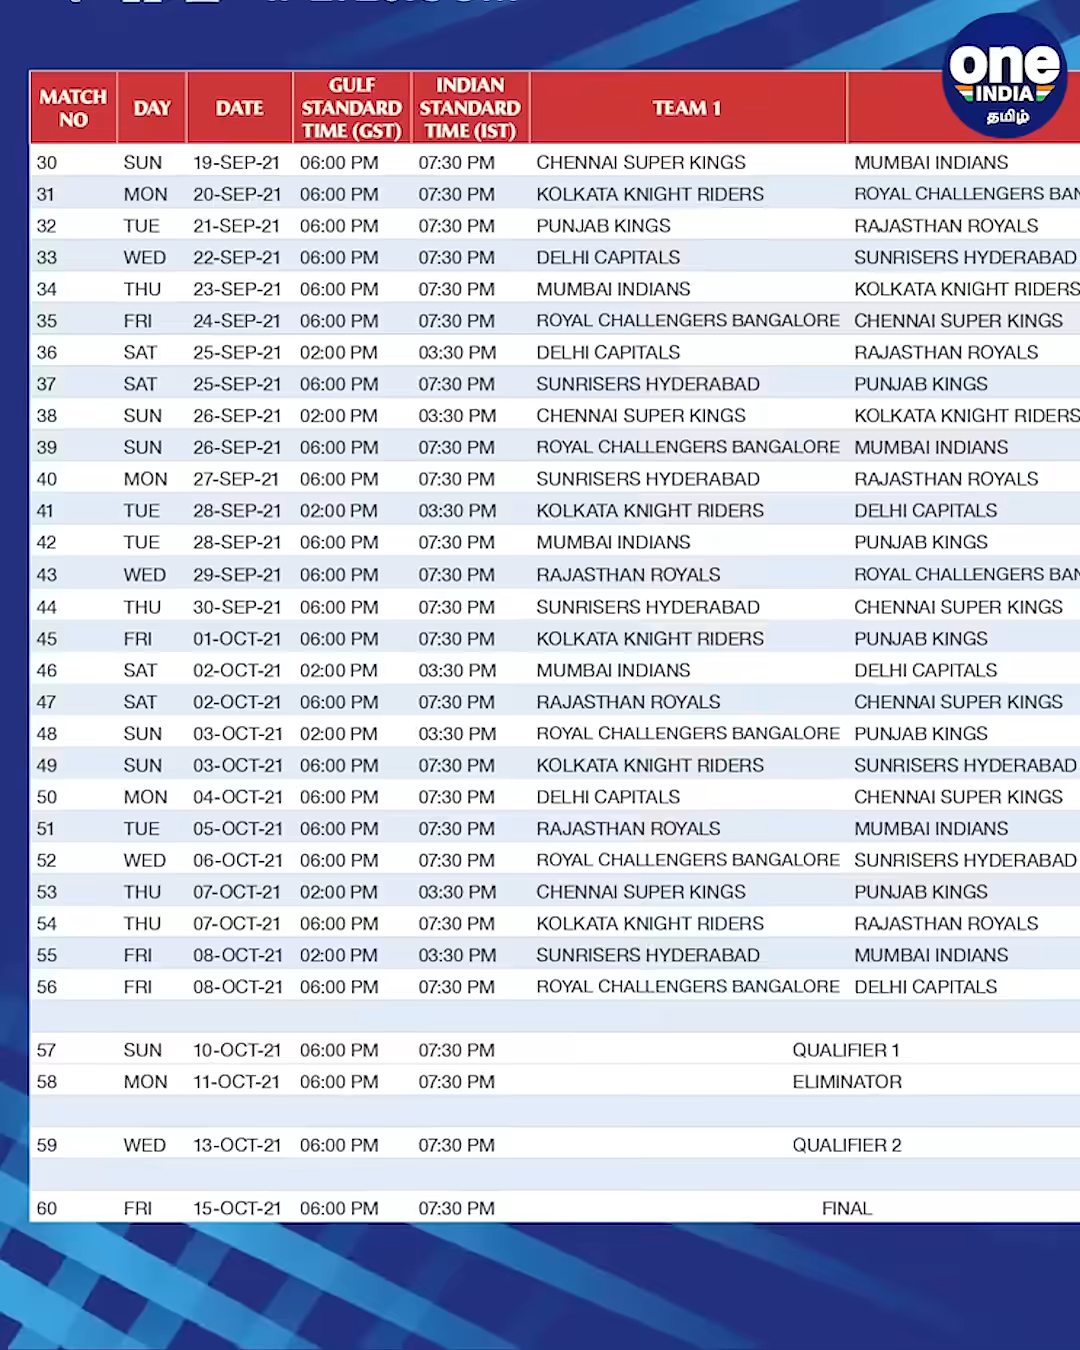 one
INDIA
தமிழ்
MATCH NO DAY DATE GULF STANDARD TIME (GST) INDIAN STANDARD TIME (IST) TEAM 1
30 SUN 19-SEP-21 06:00 PM 07:30 PM CHENNAI SUPER KINGS MUMBAI INDIANS
31 MON 20-SEP-21 06:00 PM 07:30 PM KOLKATA KNIGHT RIDERS ROYAL CHALLENGERS BAN
32 TUE 21-SEP-21 06:00 PM 07:30 PM PUNJAB KINGS RAJASTHAN ROYALS
33 WED 22-SEP-21 06:00 PM 07:30 PM DELHI CAPITALS SUNRISERS HYDERABAD
34 THU 23-SEP-21 06:00 PM 07:30 PM MUMBAI INDIANS KOLKATA KNIGHT RIDERS
35 FRI 24-SEP-21 06:00 PM 07:30 PM ROYAL CHALLENGERS BANGALORE CHENNAI SUPER KINGS
36 SAT 25-SEP-21 02:00 PM 03:30 PM DELHI CAPITALS RAJASTHAN ROYALS
37 SAT 25-SEP-21 06:00 PM 07:30 PM SUNRISERS HYDERABAD PUNJAB KINGS
38 SUN 26-SEP-21 02:00 PM 03:30 PM CHENNAI SUPER KINGS KOLKATA KNIGHT RIDERS
39 SUN 26-SEP-21 06:00 PM 07:30 PM ROYAL CHALLENGERS BANGALORE MUMBAI INDIANS
40 MON 27-SEP-21 06:00 PM 07:30 PM SUNRISERS HYDERABAD RAJASTHAN ROYALS
41 TUE 28-SEP-21 02:00 PM 03:30 PM KOLKATA KNIGHT RIDERS DELHI CAPITALS
42 TUE 28-SEP-21 06:00 PM 07:30 PM MUMBAI INDIANS PUNJAB KINGS
43 WED 29-SEP-21 06:00 PM 07:30 PM RAJASTHAN ROYALS ROYAL CHALLENGERS BAN
44 THU 30-SEP-21 06:00 PM 07:30 PM SUNRISERS HYDERABAD CHENNAI SUPER KINGS
45 FRI 01-OCT-21 06:00 PM 07:30 PM KOLKATA KNIGHT RIDERS PUNJAB KINGS
46 SAT 02-OCT-21 02:00 PM 03:30 PM MUMBAI INDIANS DELHI CAPITALS
47 SAT 02-OCT-21 06:00 PM 07:30 PM RAJASTHAN ROYALS CHENNAI SUPER KINGS
48 SUN 03-OCT-21 02:00 PM 03:30 PM ROYAL CHALLENGERS BANGALORE PUNJAB KINGS
49 SUN 03-OCT-21 06:00 PM 07:30 PM KOLKATA KNIGHT RIDERS SUNRISERS HYDERABAD
50 MON 04-OCT-21 06:00 PM 07:30 PM DELHI CAPITALS CHENNAI SUPER KINGS
51 TUE 05-OCT-21 06:00 PM 07:30 PM RAJASTHAN ROYALS MUMBAI INDIANS
52 WED 06-OCT-21 06:00 PM 07:30 PM ROYAL CHALLENGERS BANGALORE SUNRISERS HYDERABAD
53 THU 07-OCT-21 02:00 PM 03:30 PM CHENNAI SUPER KINGS PUNJAB KINGS
54 THU 07-OCT-21 06:00 PM 07:30 PM KOLKATA KNIGHT RIDERS RAJASTHAN ROYALS
55 FRI 08-OCT-21 02:00 PM 03:30 PM SUNRISERS HYDERABAD MUMBAI INDIANS
56 FRI 08-OCT-21 06:00 PM 07:30 PM ROYAL CHALLENGERS BANGALORE DELHI CAPITALS
57 SUN 10-OCT-21 06:00 PM 07:30 PM QUALIFIER 1
58 MON 11-OCT-21 06:00 PM 07:30 PM ELIMINATOR
59 WED 13-OCT-21 06:00 PM 07:30 PM QUALIFIER 2
60 FRI 15-OCT-21 06:00 PM 07:30 PM FINAL